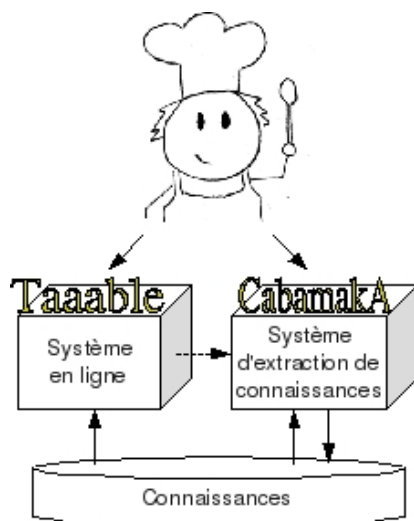 Taaable
CabamakA
Système
en ligne
Système
d'extraction de
connaissances
Connaissances